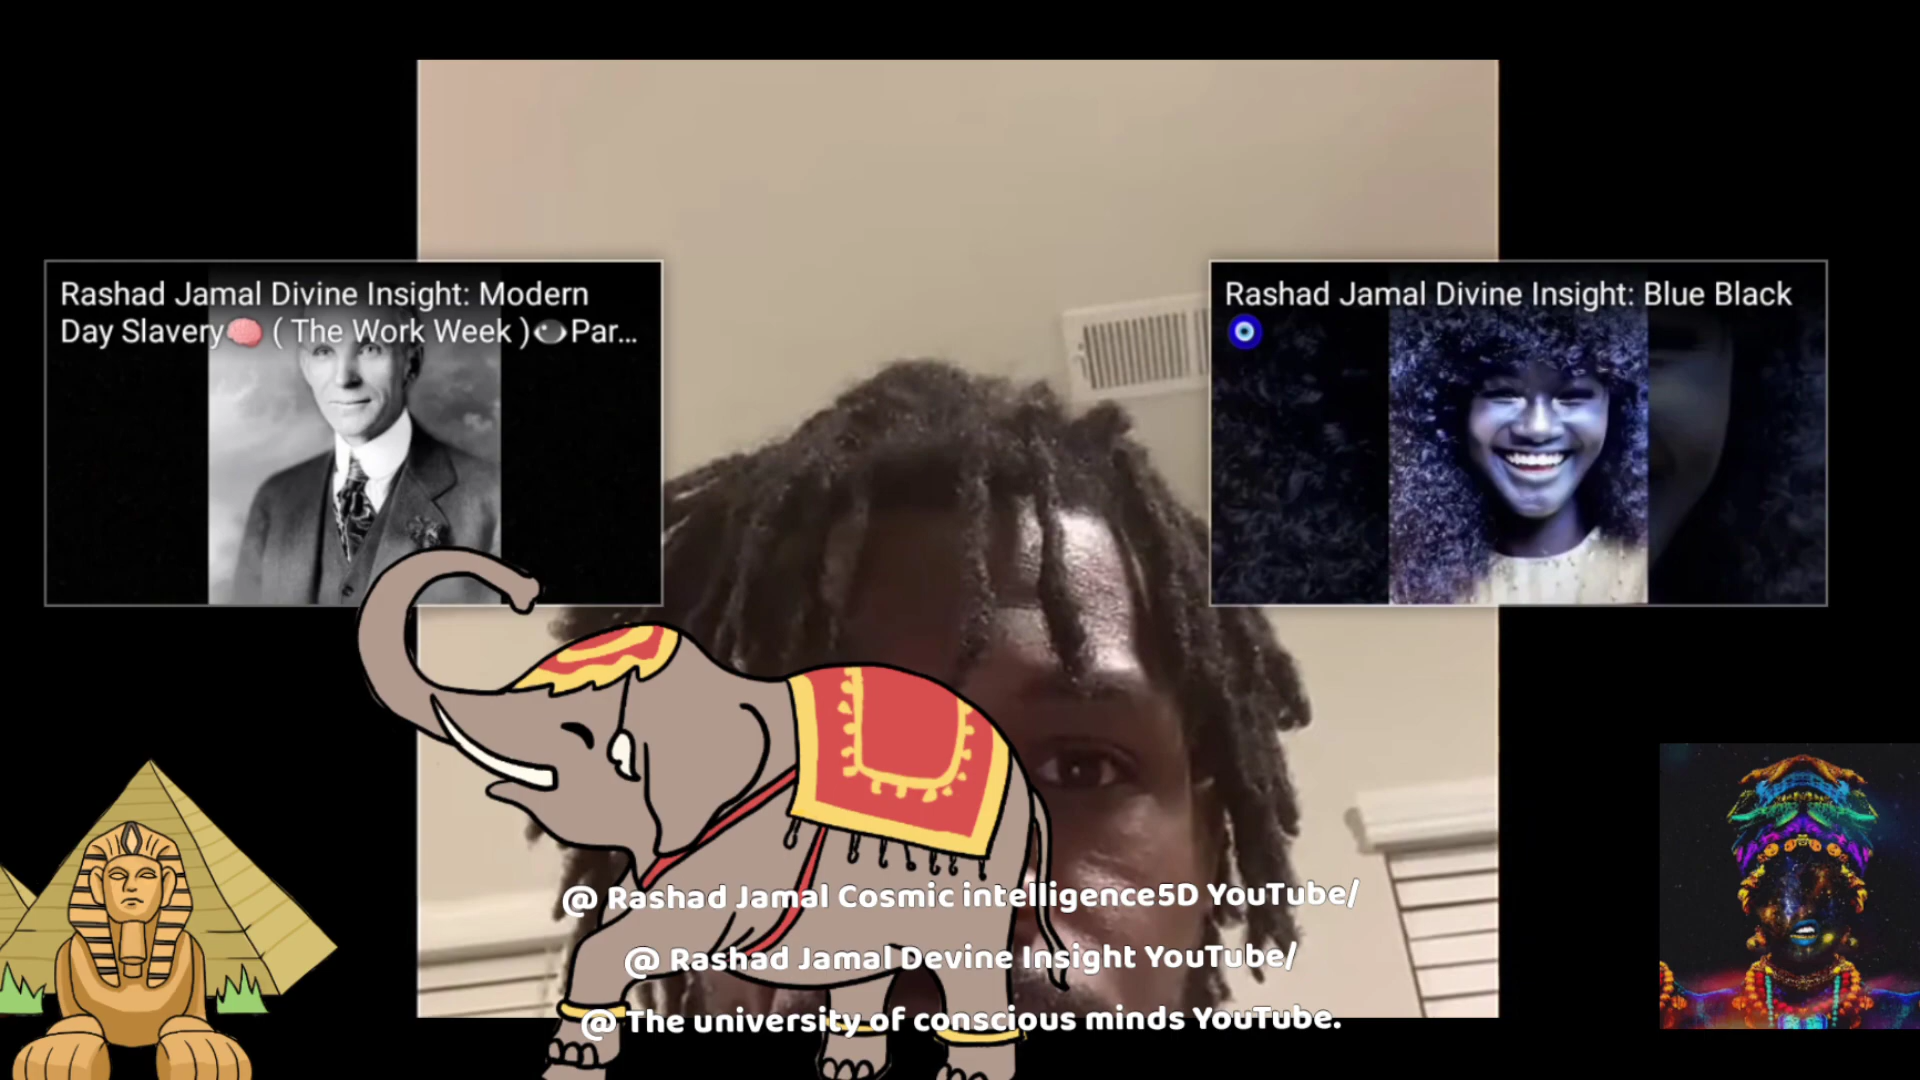 Rashad Jamal Divine Insight: Modern
Day Slavery🧠 ( The Work Week )👁Par...
Rashad Jamal Divine Insight: Blue Black
🧿
@ Rashad Jamal Cosmic intelligence5D YouTube/
@ Rashad Jamal Devine Insight YouTube/
@ The university of conscious minds YouTube.